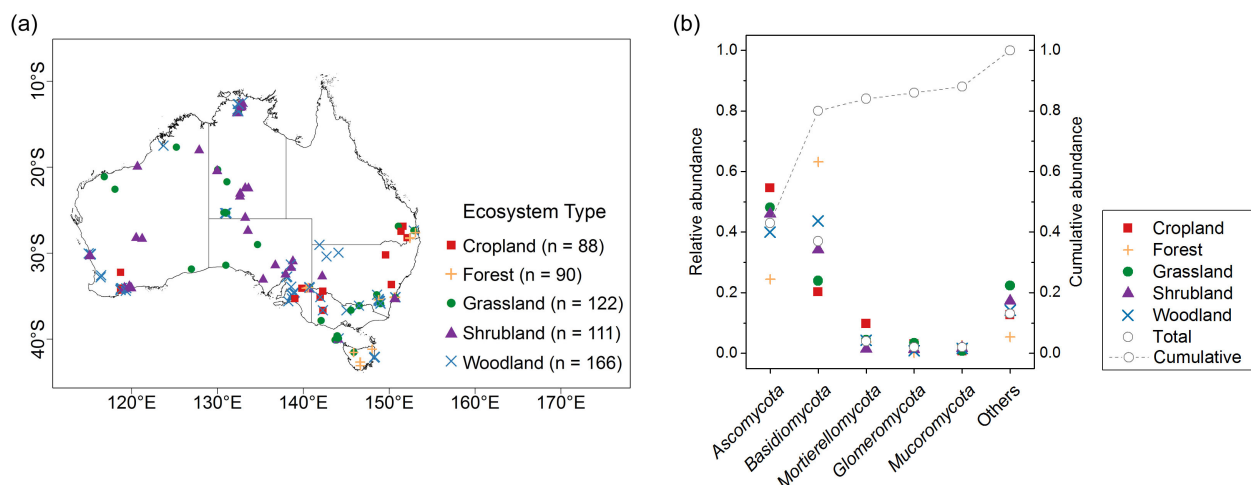 (a)
10°S
20°S
30°S
40°S
120°E 130°E 140°E 150°E 160°E 170°E
Ecosystem Type
Cropland (n = 88)
Forest (n = 90)
Grassland (n = 122)
Shrubland (n = 111)
Woodland (n = 166)
(b)
Relative abundance
1.0
0.8
0.6
0.4
0.2
0.0
Cumulative abundance
1.0
0.8
0.6
0.4
0.2
0.0
Ascomycota
Basidiomycota
Mortierellomycota
Glomeromycota
Mucoromycota
Others
Cropland
Forest
Grassland
Shrubland
Woodland
Total
Cumulative